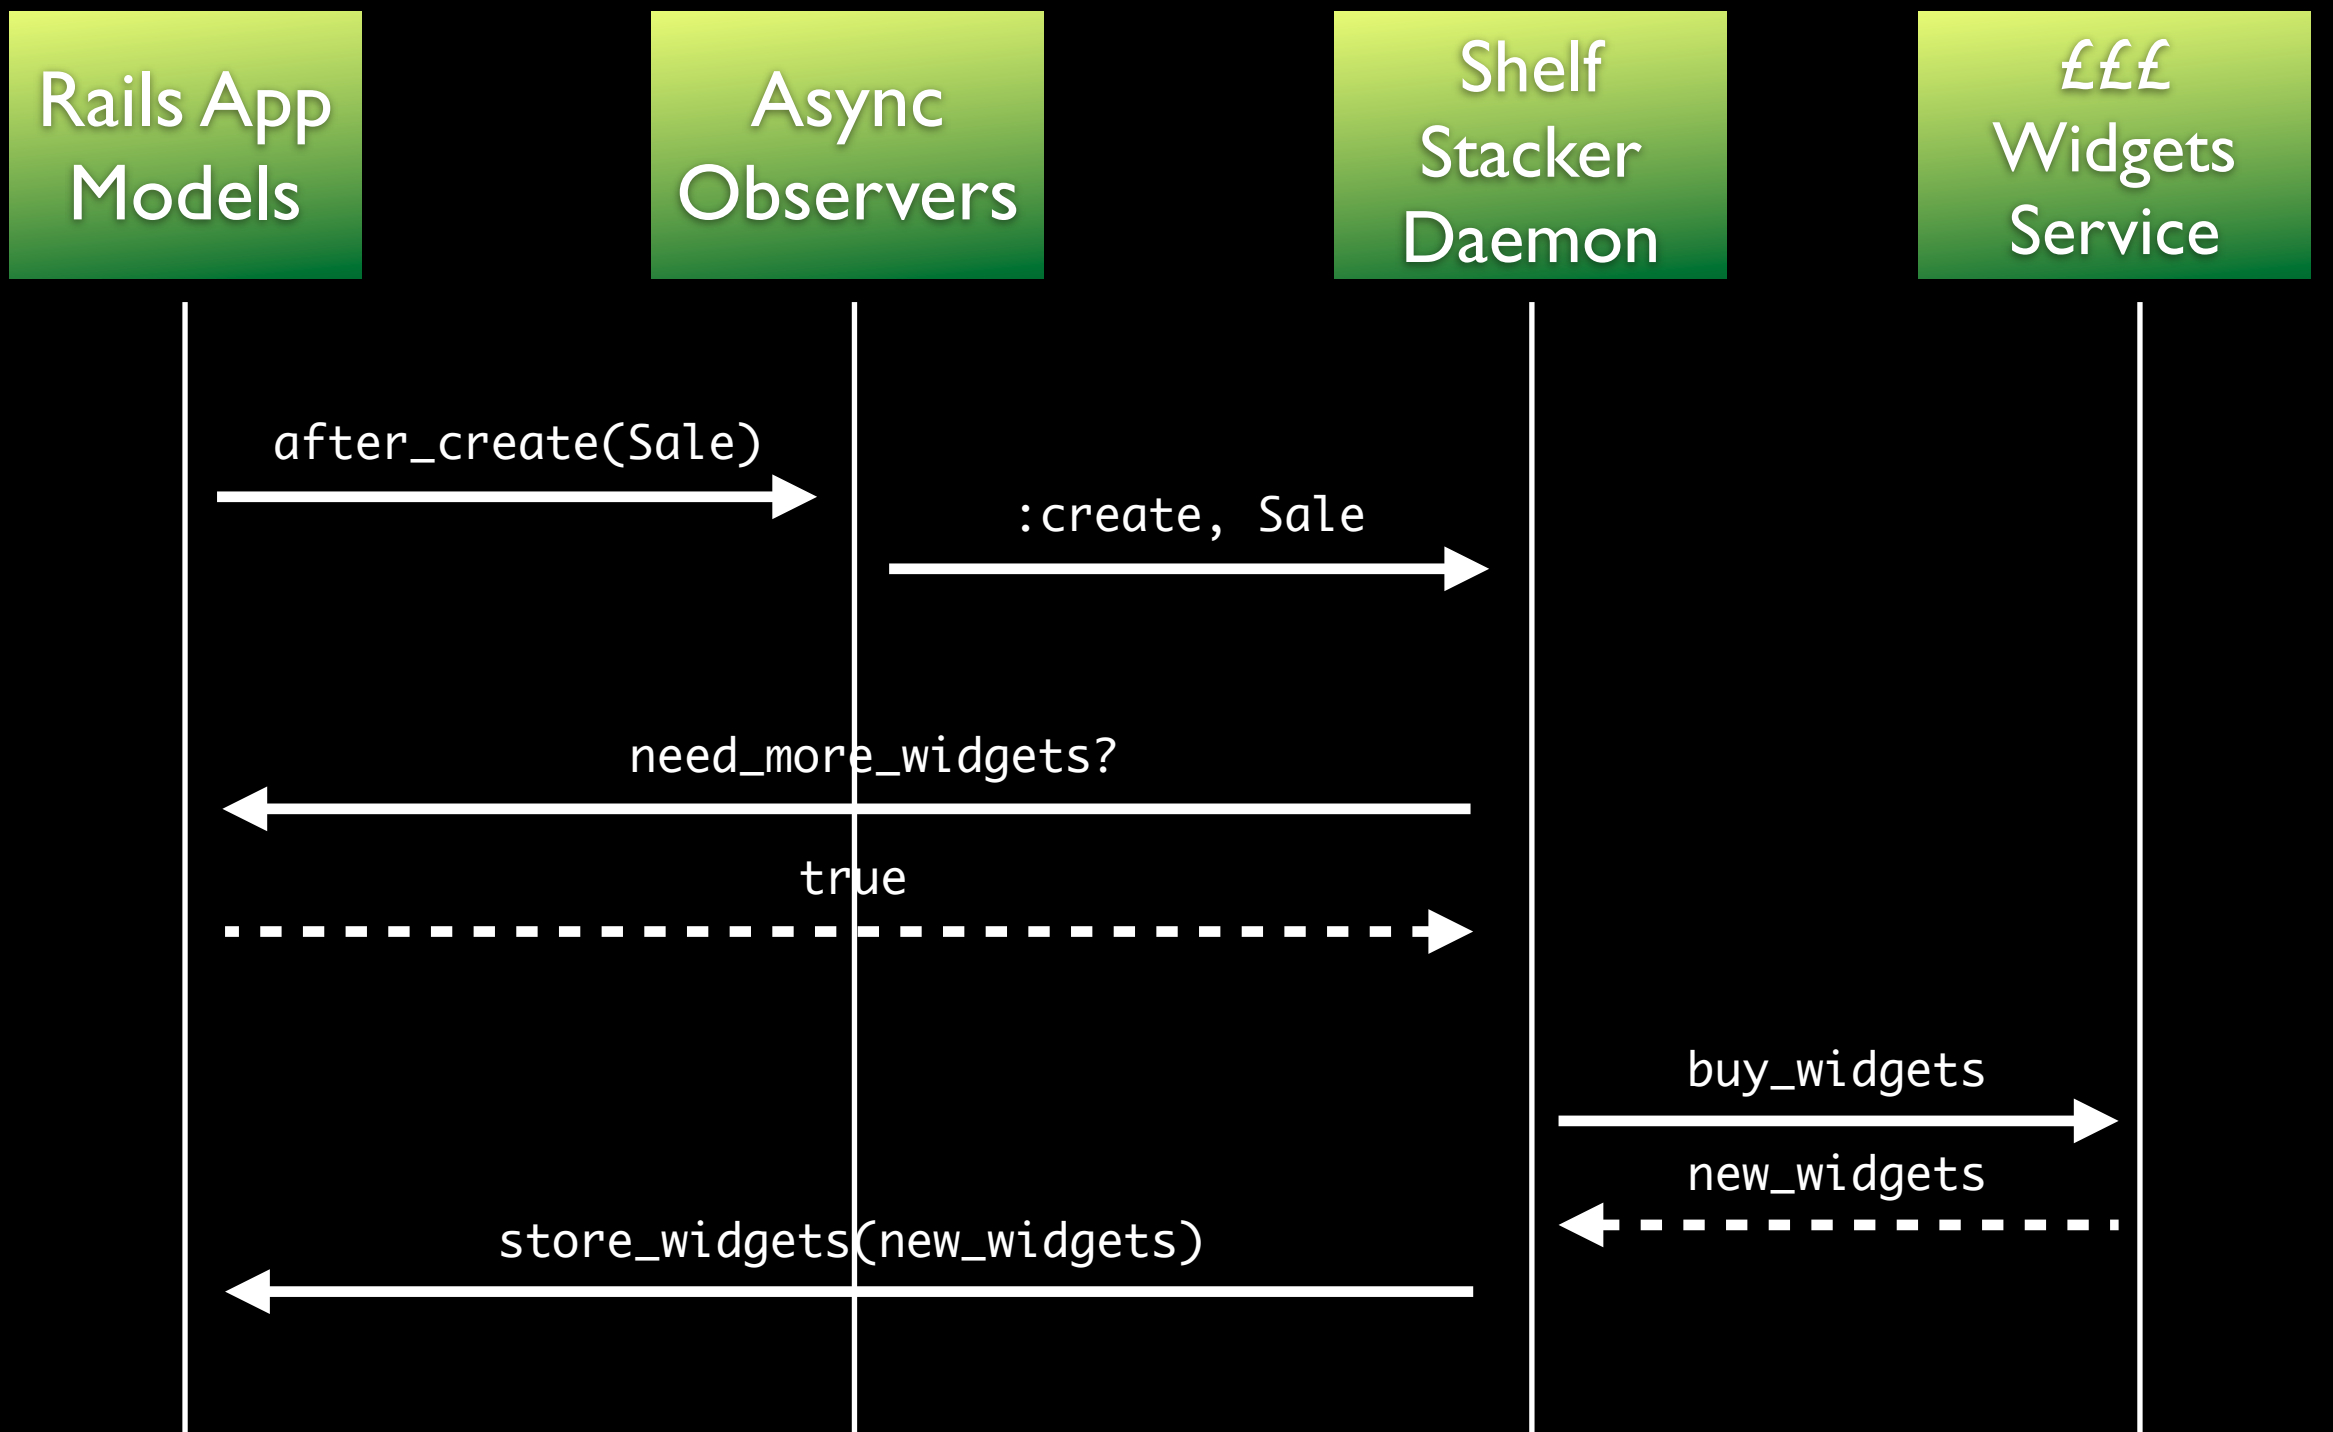 Rails App
Models
Async
Observers
Shelf
Stacker
Daemon
£££
Widgets
Service
after_create(Sale)
:create, Sale
need_more_widgets?
true
buy_widgets
new_widgets
store_widgets(new_widgets)